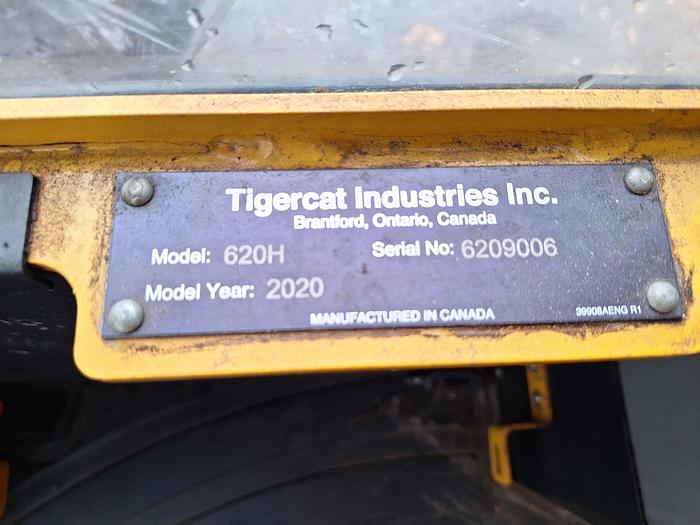 Tigercat Industries Inc.
Brantford, Ontario, Canada
Model: 620H Serial No: 6209006
Model Year: 2020
MANUFACTURED IN CANADA 39908AENG R1